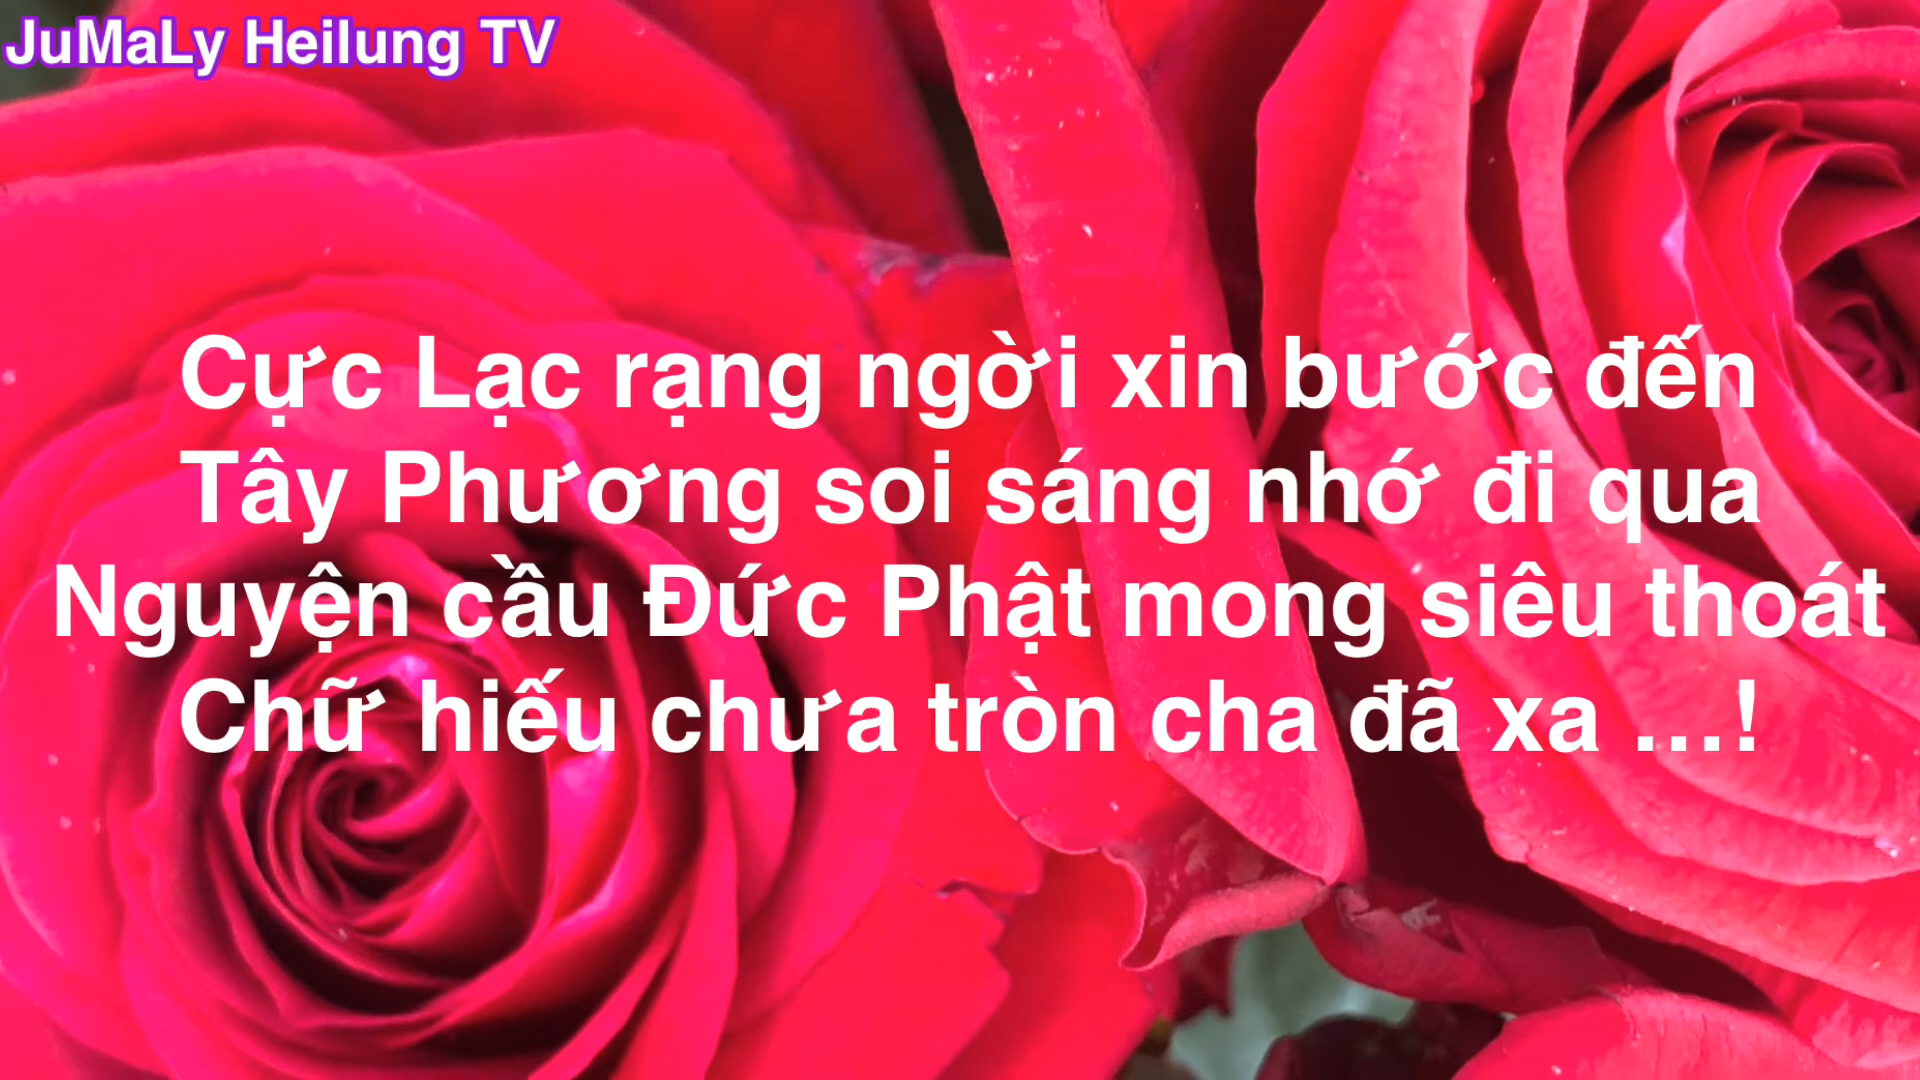 JuMaLy Heilung TV
Cực Lạc rạng ngời xin bước đến
Tây Phương soi sáng nhớ đi qua
Nguyện cầu Đức Phật mong siêu thoát
Chữ hiếu chưa tròn cha đã xa ...!